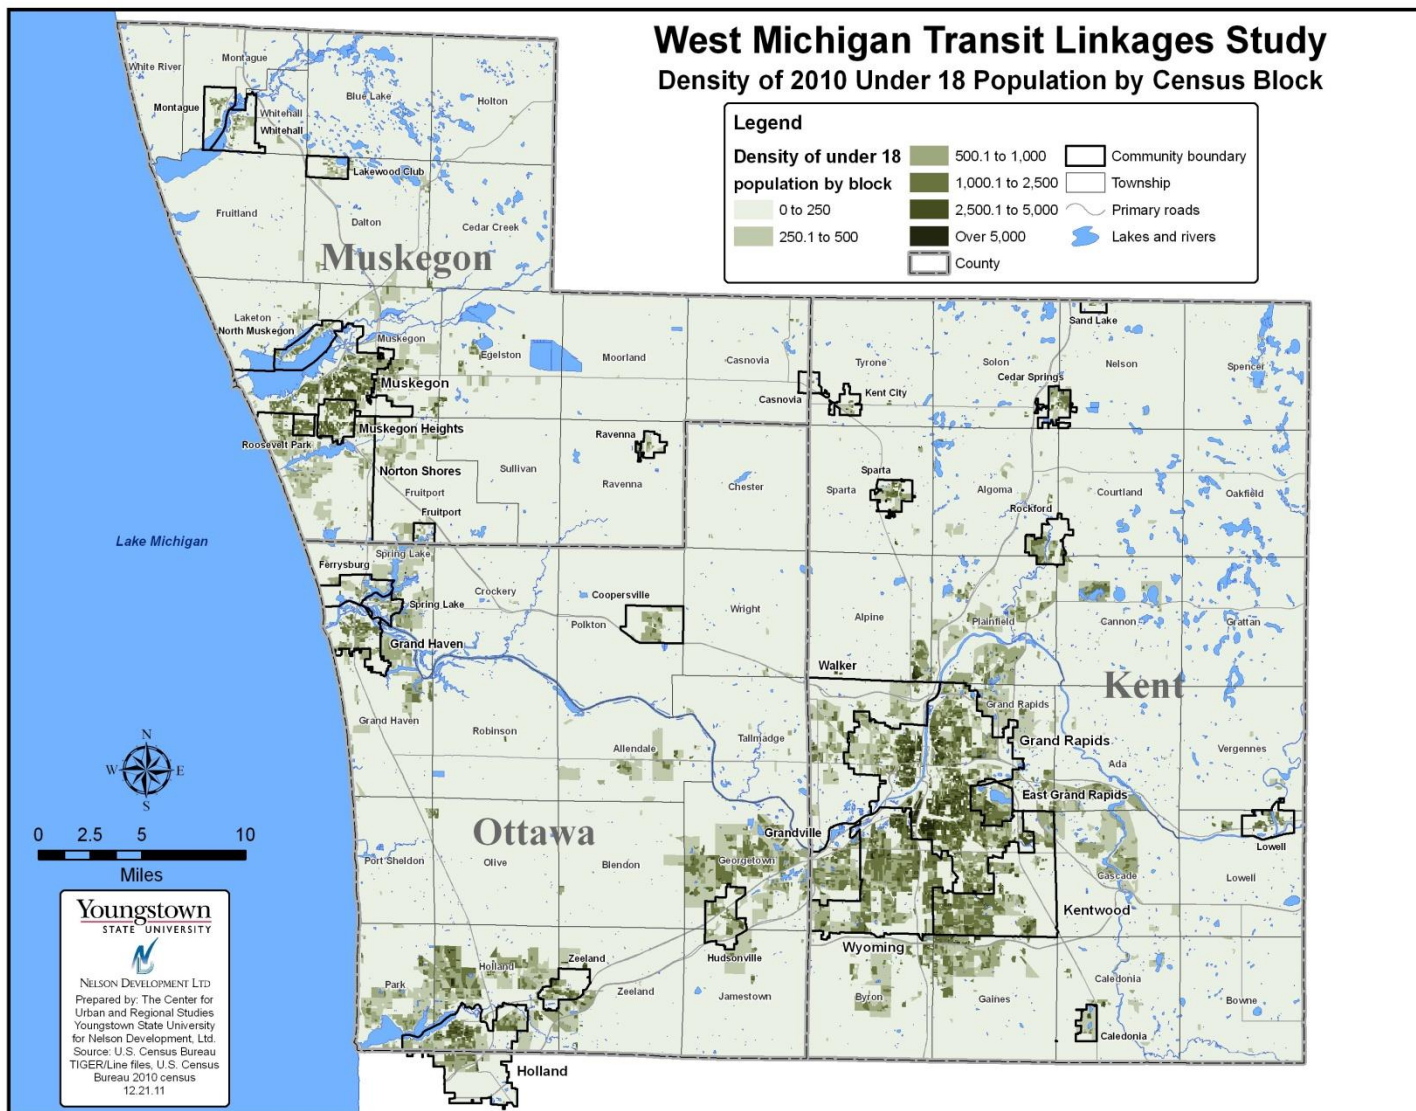 West Michigan Transit Linkages Study
Density of 2010 Under 18 Population by Census Block
Legend
Density of under 18
population by block
0 to 250
250.1 to 500
500.1 to 1,000
1,000.1 to 2,500
2,500.1 to 5,000
Over 5,000
County
Community boundary
Township
Primary roads
Lakes and rivers
White River
Montague
Montague
Whitehall
Whitehall
Blue Lake
Holton
Lakewood Club
Fruitland
Dalton
Cedar Creek
Muskegon
Laketon
North Muskegon
Muskegon
Egelston
Moorland
Casnovia
Muskegon
Muskegon Heights
Roosevelt Park
Norton Shores
Ravenna
Sullivan
Ravenna
Fruitport
Fruitport
Chester
Casnovia
Tyrone
Kent City
Solon
Cedar Springs
Sand Lake
Nelson
Spencer
Sparta
Sparta
Algoma
Rockford
Courtland
Oakfield
Lake Michigan
Ferrysburg
Spring Lake
Spring Lake
Crockery
Coopersville
Polkton
Wright
Alpine
Plainfield
Cannon
Grattan
Grand Haven
Walker
Kent
Grand Haven
Robinson
Allendale
Tallmadge
Grand Rapids
Grand Rapids
Ada
Vergennes
East Grand Rapids
Ottawa
Grandville
Lowell
Port Sheldon
Olive
Blendon
Georgetown
Cascade
Lowell
Kentwood
Wyoming
Hudsonville
Park
Holland
Zeeland
Zeeland
Jamestown
Byron
Gaines
Caledonia
Caledonia
Bowne
Holland
N
W
E
S
0 2.5 5 10
Miles
Youngstown
STATE UNIVERSITY
NELSON DEVELOPMENT LTD
Prepared by: The Center for
Urban and Regional Studies
Youngstown State University
for Nelson Development, Ltd.
Source: U.S. Census Bureau
TIGER/Line files, U.S. Census
Bureau 2010 census
12.21.11